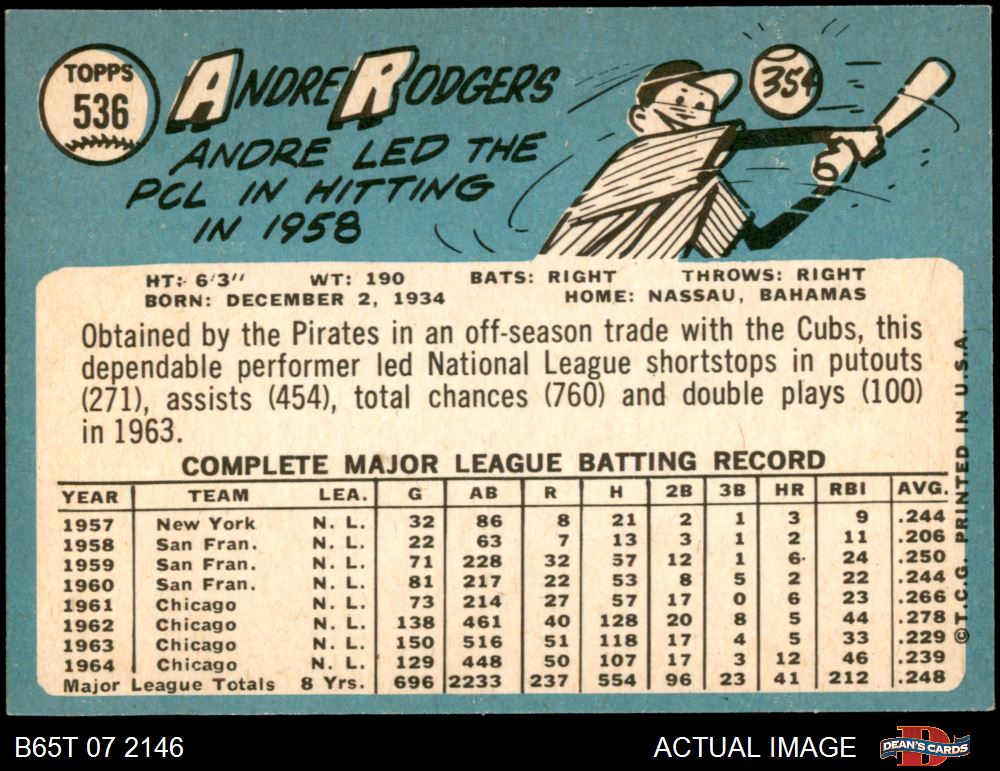 TOPPS
536
ANDRE RODGERS
354
ANDRE LED THE
PCL IN HITTING
IN 1958
HT: 6'3" WT: 190 BATS: RIGHT THROWS: RIGHT
BORN: DECEMBER 2, 1934 HOME: NASSAU, BAHAMAS
Obtained by the Pirates in an off-season trade with the Cubs, this
dependable performer led National League shortstops in putouts
(271), assists (454), total chances (760) and double plays (100)
in 1963.
COMPLETE MAJOR LEAGUE BATTING RECORD
YEAR TEAM LEA. G AB R H 2B 3B HR RBI AVG.
1957 New York N. L. 32 86 8 21 2 1 3 9 .244
1958 San Fran. N. L. 22 63 7 13 3 1 2 11 .206
1959 San Fran. N. L. 71 228 32 57 12 1 6 24 .250
1960 San Fran. N. L. 81 217 22 53 8 5 2 22 .244
1961 Chicago N. L. 73 214 27 57 17 0 6 23 .266
1962 Chicago N. L. 138 461 40 128 20 8 5 44 .278
1963 Chicago N. L. 150 516 51 118 17 4 5 33 .229
1964 Chicago N. L. 129 448 50 107 17 3 12 46 .239
Major League Totals 8 Yrs. 696 2233 237 554 96 23 41 212 .248
©T.C.G. PRINTED IN U.S.A.
B65T 07 2146 ACTUAL IMAGE DEAN'S CARDS